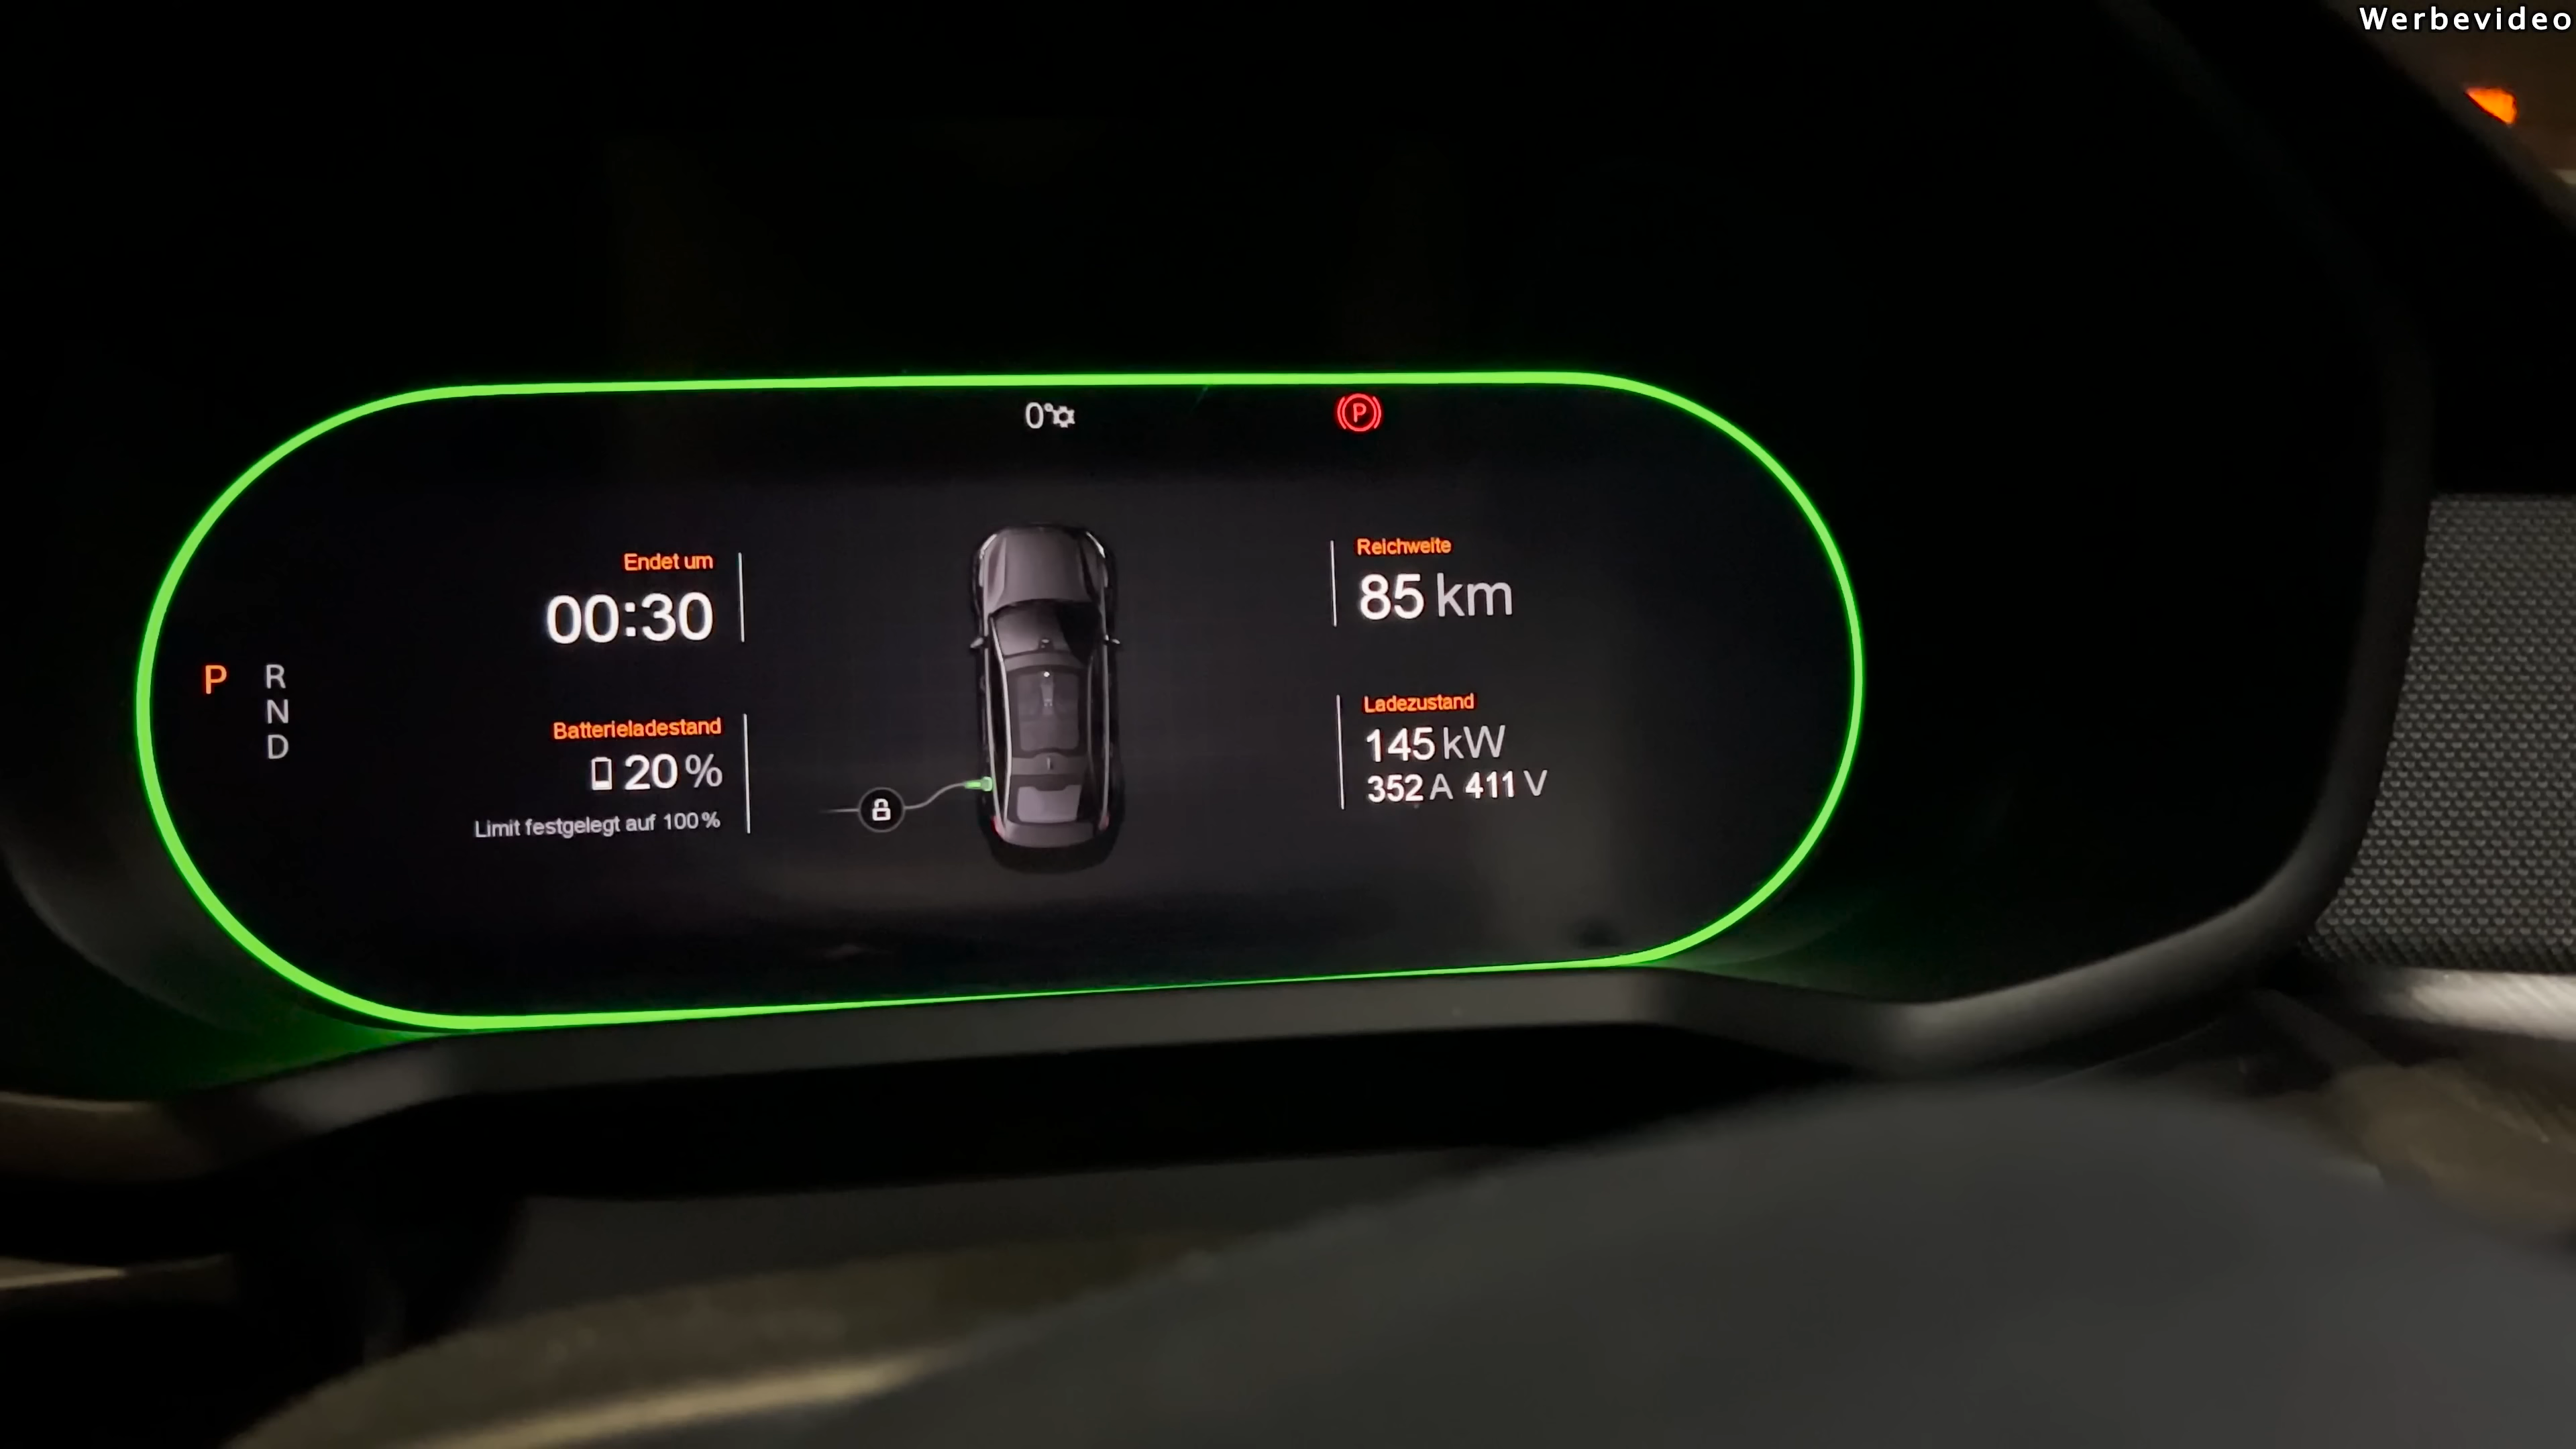 Werbevideo
0°
P
Endet um
00:30
Reichweite
85 km
P R
N
D
Batterieladestand
20 %
Limit festgelegt auf 100 %
Ladezustand
145 kW
352 A 411 V